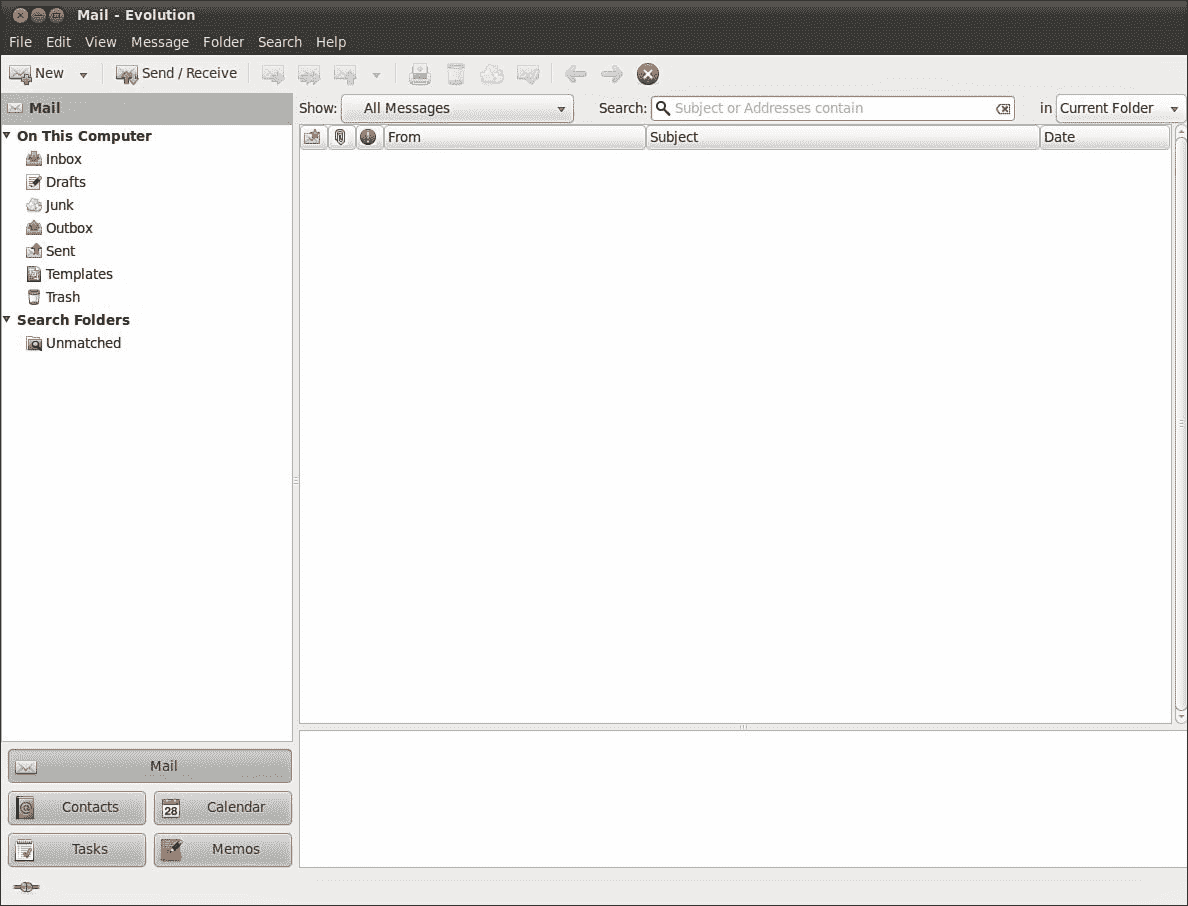 Mail - Evolution
File Edit View Message Folder Search Help
New Send / Receive
Mail
Show: All Messages Search: Subject or Addresses contain in Current Folder
On This Computer
From Subject Date
Inbox
Drafts
Junk
Outbox
Sent
Templates
Trash
Search Folders
Unmatched
Mail
Contacts 28 Calendar
Tasks Memos